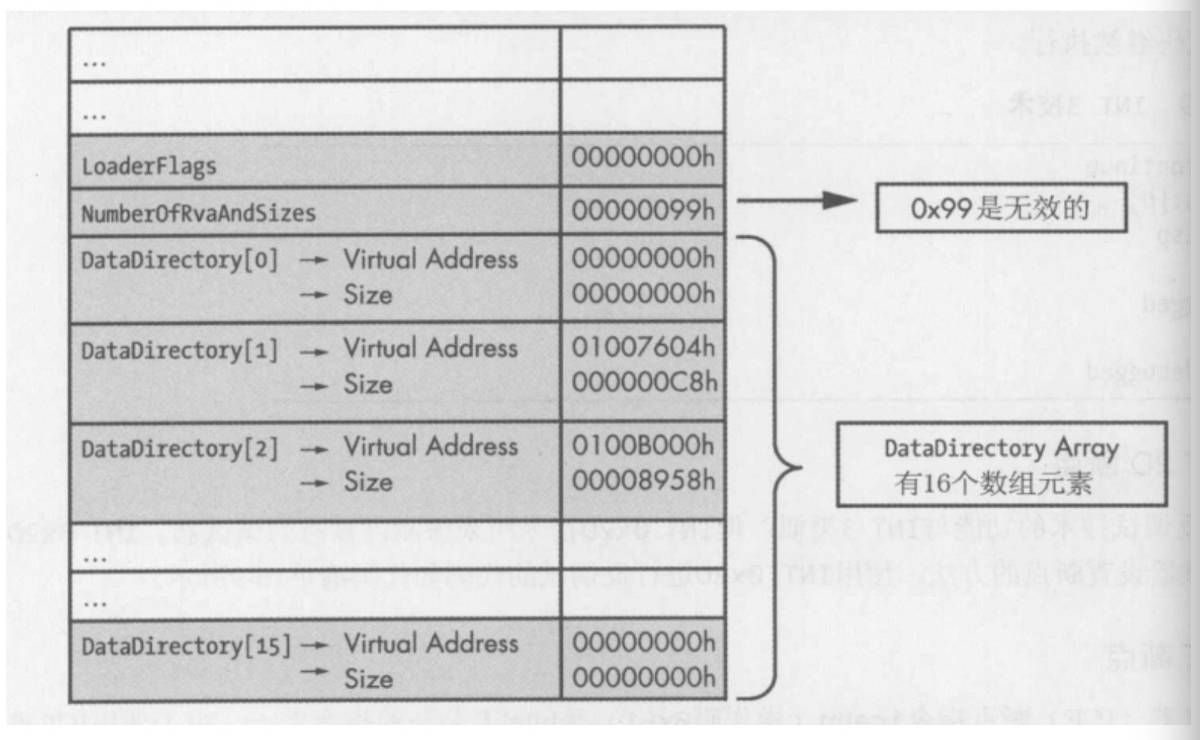 ...
...
LoaderFlags 00000000h
NumberOfRvaAndSizes 00000099h
0x99是无效的
DataDirectory[0] → Virtual Address 00000000h
→ Size 00000000h
DataDirectory[1] → Virtual Address 01007604h
→ Size 000000C8h
DataDirectory[2] → Virtual Address 0100B000h
→ Size 00008958h
DataDirectory Array
有16个数组元素
...
...
DataDirectory[15] → Virtual Address 00000000h
→ Size 00000000h